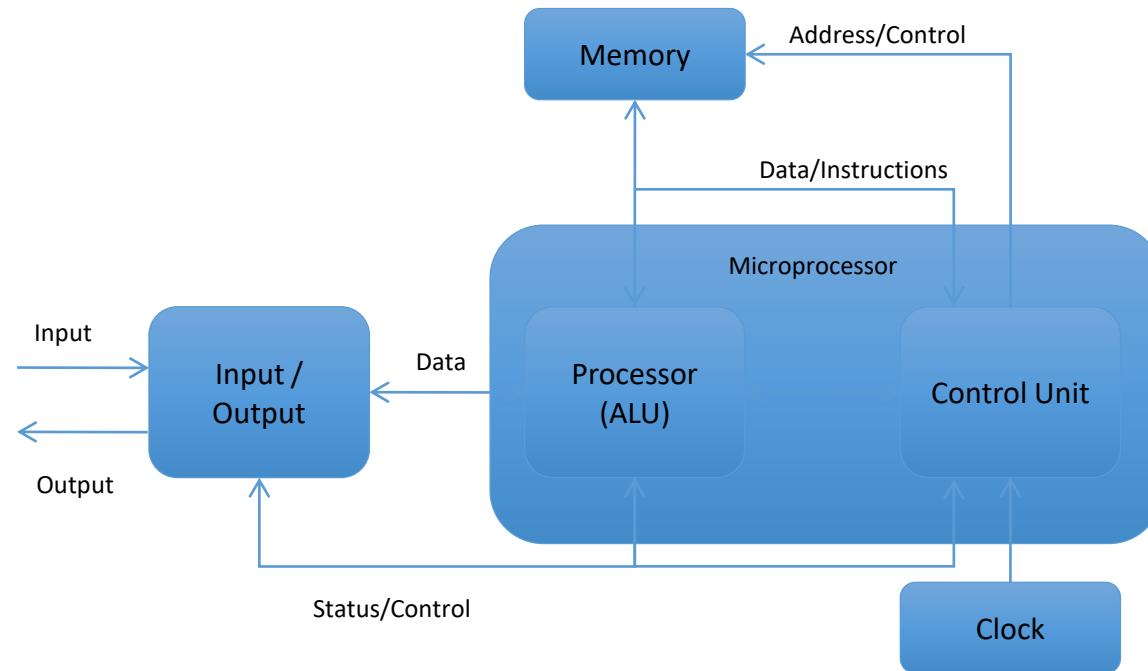 Memory
Address/Control
Data/Instructions
Microprocessor
Input
Input /
Output
Data
Processor
(ALU)
Control Unit
Output
Status/Control
Clock